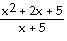 x² + 2x + 5
x + 5